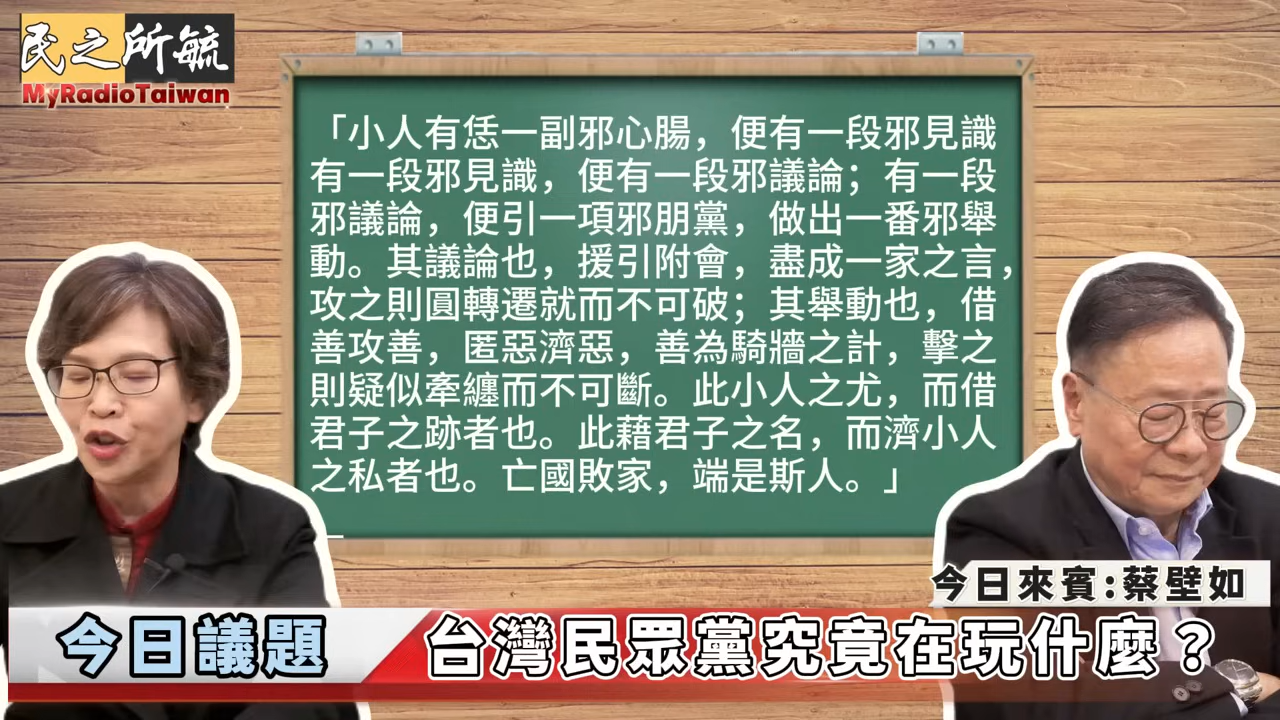 民之所毓
MyRadioTaiwan
「小人有恁一副邪心腸，便有一段邪見識
有一段邪見識，便有一段邪議論；有一段
邪議論，便引一項邪朋黨，做出一番邪舉
動。其議論也，援引附會，盡成一家之言，
攻之則圓轉遷就而不可破；其舉動也，借
善攻善，匿惡濟惡，善為騎牆之計，擊之
則疑似牽纏而不可斷。此小人之尤，而借
君子之跡者也。此藉君子之名，而濟小人
之私者也。亡國敗家，端是斯人。」
今日來賓:蔡壁如
今日議題
台灣民眾黨究竟在玩什麼？